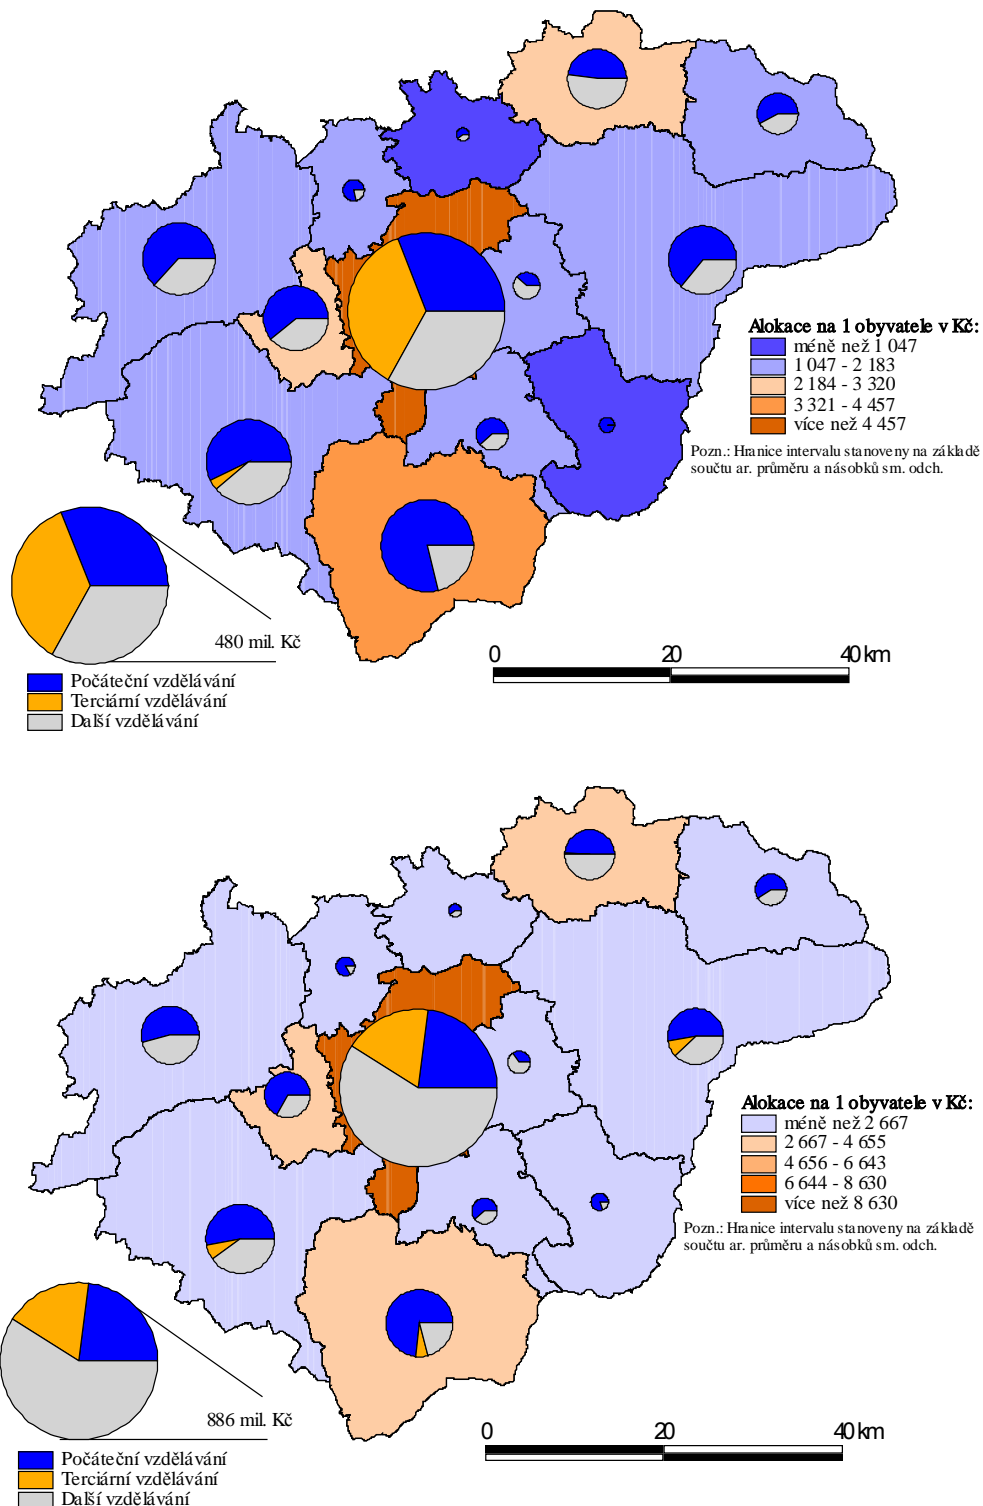 Alokace na 1 obyvatele v Kč:
méně než 1 047
1 047 - 2 183
2 184 - 3 320
3 321 - 4 457
více než 4 457
Pozn.: Hranice intervalu stanoveny na základě
součtu ar. průměru a násobků sm. odch.
480 mil. Kč
0 20 40 km
Počáteční vzdělávání
Terciární vzdělávání
Další vzdělávání
Alokace na 1 obyvatele v Kč:
méně než 2 667
2 667 - 4 655
4 656 - 6 643
6 644 - 8 630
více než 8 630
Pozn.: Hranice intervalu stanoveny na základě
součtu ar. průměru a násobků sm. odch.
886 mil. Kč
0 20 40 km
Počáteční vzdělávání
Terciární vzdělávání
Další vzdělávání